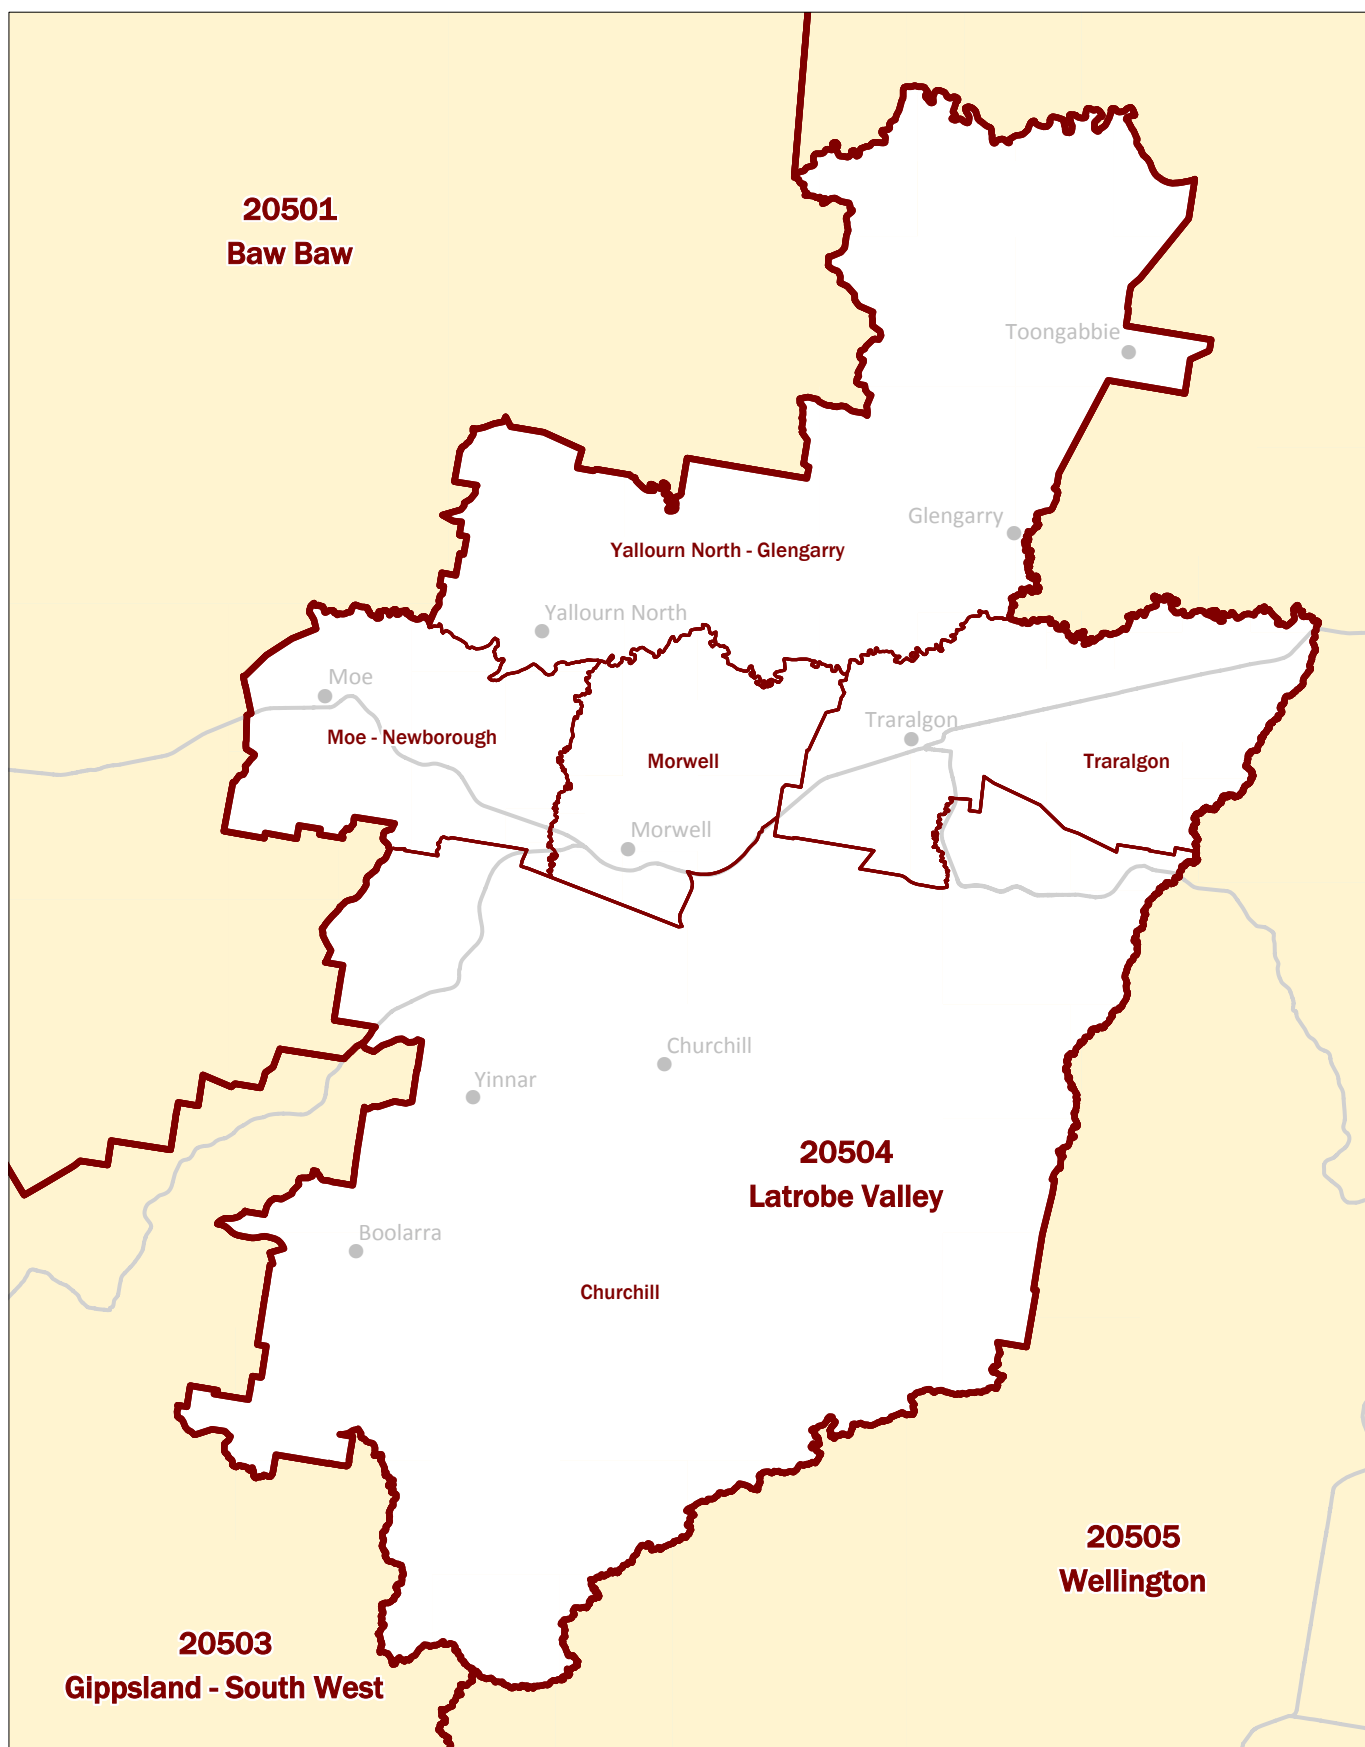 20501
Baw Baw
Toongabbie
Glengarry
Yallourn North - Glengarry
Yallourn North
Moe
Traralgon
Moe - Newborough
Morwell
Traralgon
Morwell
Churchill
Yinnar
20504
Latrobe Valley
Boolarra
Churchill
20505
Wellington
20503
Gippsland - South West